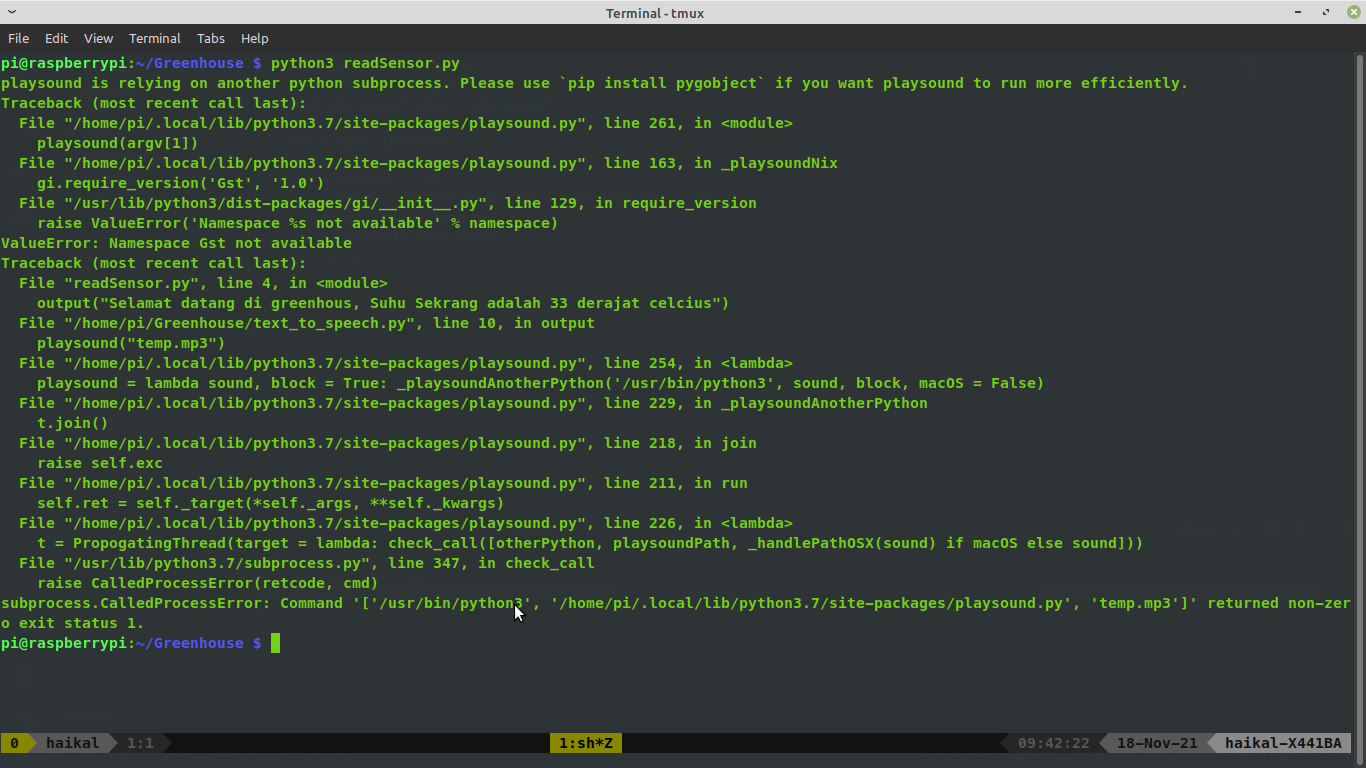 Terminal - tmux
File Edit View Terminal Tabs Help
pi@raspberrypi:~/Greenhouse $ python3 readSensor.py
playsound is relying on another python subprocess. Please use `pip install pygobject` if you want playsound to run more efficiently.
Traceback (most recent call last):
  File "/home/pi/.local/lib/python3.7/site-packages/playsound.py", line 261, in <module>
    playsound(argv[1])
  File "/home/pi/.local/lib/python3.7/site-packages/playsound.py", line 163, in _playsoundNix
    gi.require_version('Gst', '1.0')
  File "/usr/lib/python3/dist-packages/gi/__init__.py", line 129, in require_version
    raise ValueError('Namespace %s not available' % namespace)
ValueError: Namespace Gst not available
Traceback (most recent call last):
  File "readSensor.py", line 4, in <module>
    output("Selamat datang di greenhous, Suhu Sekrang adalah 33 derajat celcius")
  File "/home/pi/Greenhouse/text_to_speech.py", line 10, in output
    playsound("temp.mp3")
  File "/home/pi/.local/lib/python3.7/site-packages/playsound.py", line 254, in <lambda>
    playsound = lambda sound, block = True: _playsoundAnotherPython('/usr/bin/python3', sound, block, macOS = False)
  File "/home/pi/.local/lib/python3.7/site-packages/playsound.py", line 229, in _playsoundAnotherPython
    t.join()
  File "/home/pi/.local/lib/python3.7/site-packages/playsound.py", line 218, in join
    raise self.exc
  File "/home/pi/.local/lib/python3.7/site-packages/playsound.py", line 211, in run
    self.ret = self._target(*self._args, **self._kwargs)
  File "/home/pi/.local/lib/python3.7/site-packages/playsound.py", line 226, in <lambda>
    t = PropogatingThread(target = lambda: check_call([otherPython, playsoundPath, _handlePathOSX(sound) if macOS else sound]))
  File "/usr/lib/python3.7/subprocess.py", line 347, in check_call
    raise CalledProcessError(retcode, cmd)
subprocess.CalledProcessError: Command '['/usr/bin/python3', '/home/pi/.local/lib/python3.7/site-packages/playsound.py', 'temp.mp3']' returned non-zer
o exit status 1.
pi@raspberrypi:~/Greenhouse $
0 haikal 1:1 1:sh*Z 09:42:22 18-Nov-21 haikal-X441BA